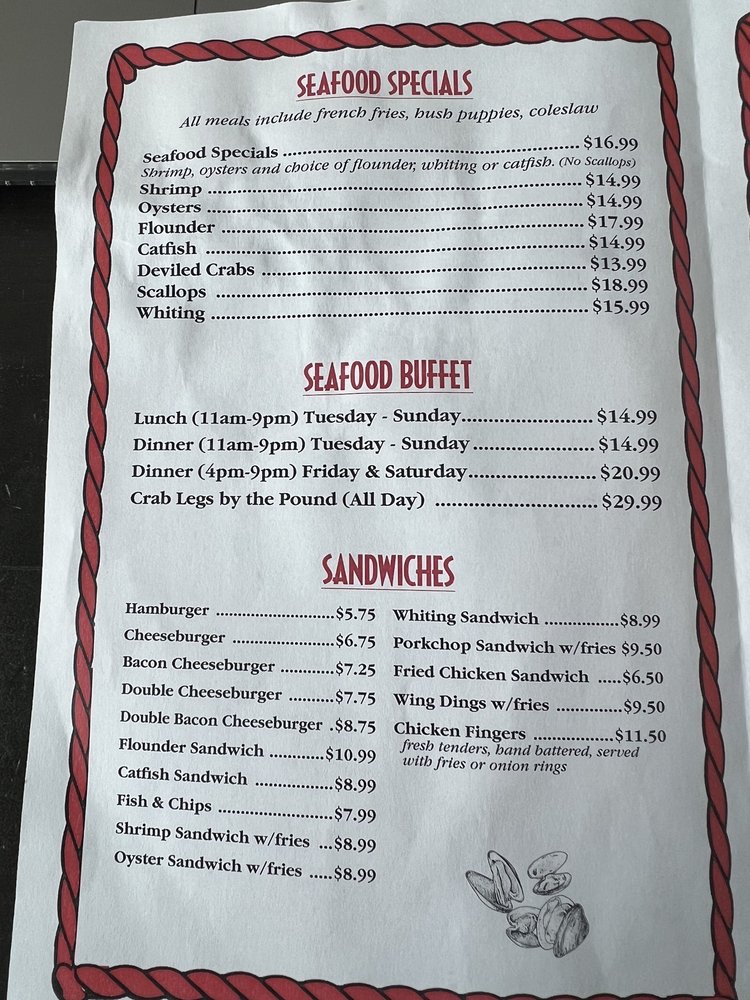 SEAFOOD SPECIALS
All meals include french fries, hush puppies, coleslaw
Seafood Specials ........ $16.99
Shrimp, oysters and choice of flounder, whiting or catfish. (No Scallops)
Shrimp ........ $14.99
Oysters ........ $14.99
Flounder ........ $17.99
Catfish ........ $14.99
Deviled Crabs ........ $13.99
Scallops ........ $18.99
Whiting ........ $15.99
SEAFOOD BUFFET
Lunch (11am-9pm) Tuesday - Sunday........ $14.99
Dinner (11am-9pm) Tuesday - Sunday ........ $14.99
Dinner (4pm-9pm) Friday & Saturday........ $20.99
Crab Legs by the Pound (All Day) ........ $29.99
SANDWICHES
Hamburger ........$5.75
Cheeseburger ........$6.75
Bacon Cheeseburger ........$7.25
Double Cheeseburger ........$7.75
Double Bacon Cheeseburger .$8.75
Flounder Sandwich ........$10.99
Catfish Sandwich ........$8.99
Fish & Chips ........$7.99
Shrimp Sandwich w/fries ...$8.99
Oyster Sandwich w/fries .....$8.99
Whiting Sandwich ........$8.99
Porkchop Sandwich w/fries $9.50
Fried Chicken Sandwich .....$6.50
Wing Dings w/fries ........$9.50
Chicken Fingers ........$11.50
fresh tenders, hand battered, served
with fries or onion rings